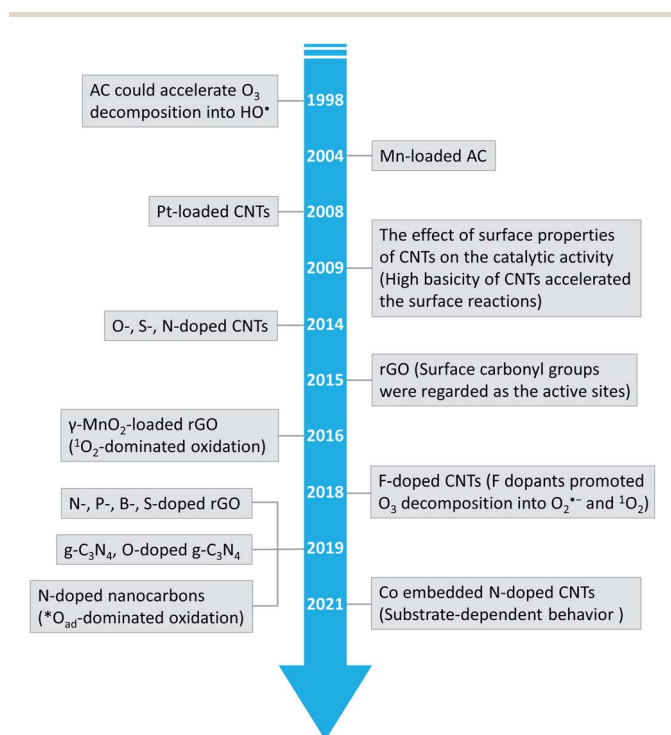 AC could accelerate O₃
decomposition into HO•
1998
2004
Mn-loaded AC
Pt-loaded CNTs
2008
The effect of surface properties
of CNTs on the catalytic activity
(High basicity of CNTs accelerated
the surface reactions)
2009
O-, S-, N-doped CNTs
2014
rGO (Surface carbonyl groups
were regarded as the active sites)
2015
γ-MnO₂-loaded rGO
(¹O₂-dominated oxidation)
2016
F-doped CNTs (F dopants promoted
O₃ decomposition into O₂•⁻ and ¹O₂)
2018
N-, P-, B-, S-doped rGO
g-C₃N₄, O-doped g-C₃N₄
2019
N-doped nanocarbons
(*Oad-dominated oxidation)
2021
Co embedded N-doped CNTs
(Substrate-dependent behavior )